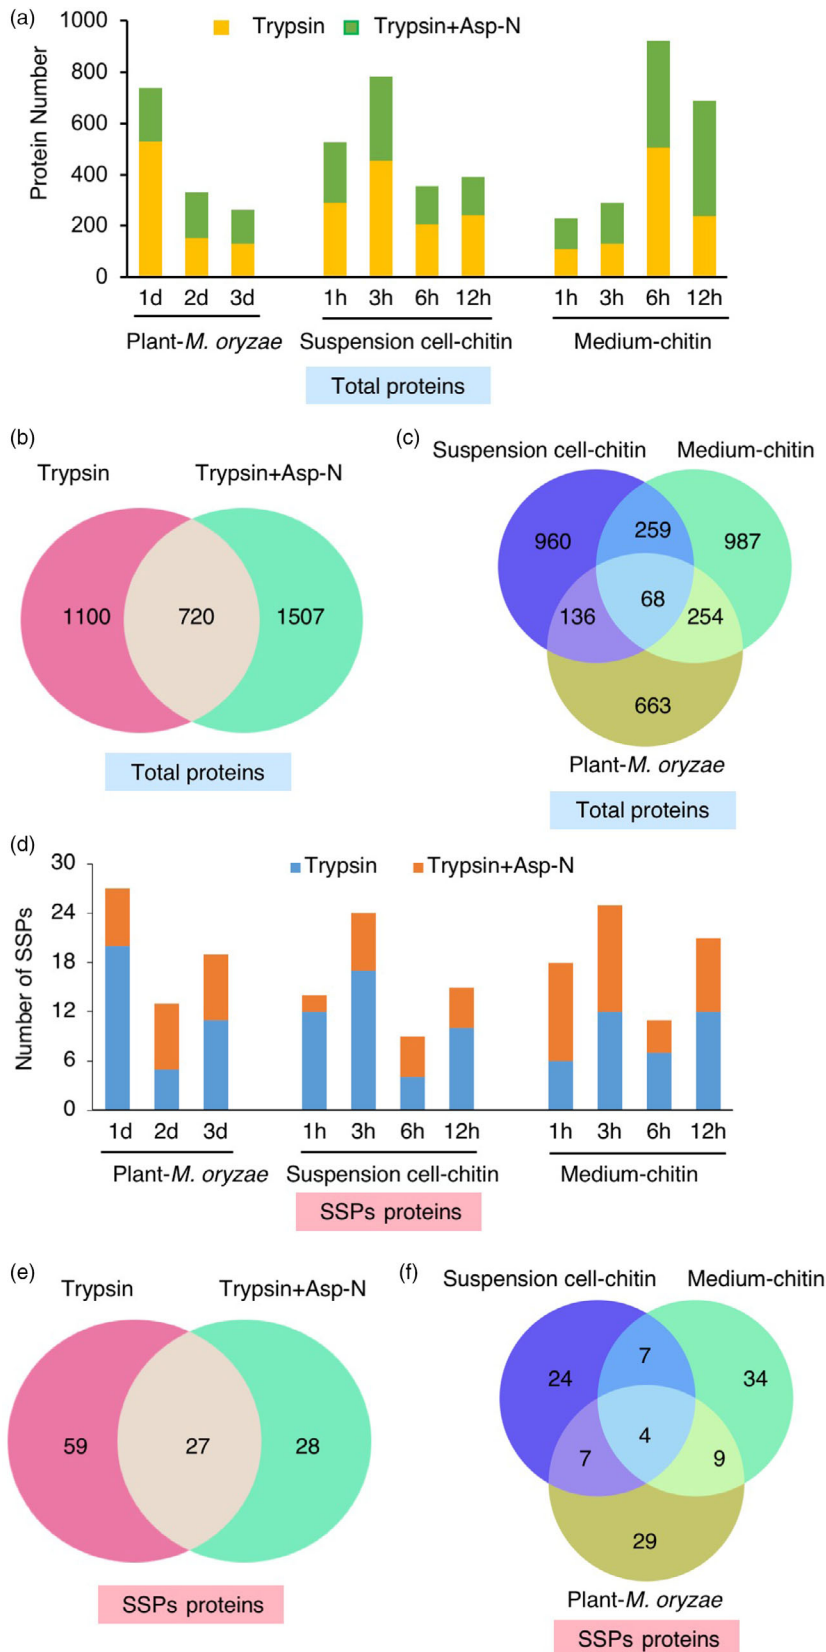 (a)
Trypsin Trypsin+Asp-N
Protein Number
1000
800
600
400
200
0
1d 2d 3d 1h 3h 6h 12h 1h 3h 6h 12h
Plant-M. oryzae Suspension cell-chitin Medium-chitin
Total proteins
(b)
Trypsin Trypsin+Asp-N
1100 720 1507
Total proteins
(c)
Suspension cell-chitin Medium-chitin
960 259 987
136 68 254
663
Plant-M. oryzae
Total proteins
(d)
Trypsin Trypsin+Asp-N
Number of SSPs
30
24
18
12
6
0
1d 2d 3d 1h 3h 6h 12h 1h 3h 6h 12h
Plant-M. oryzae Suspension cell-chitin Medium-chitin
SSPs proteins
(e)
Trypsin Trypsin+Asp-N
59 27 28
SSPs proteins
(f)
Suspension cell-chitin Medium-chitin
24 7 34
7 4 9
29
Plant-M. oryzae
SSPs proteins